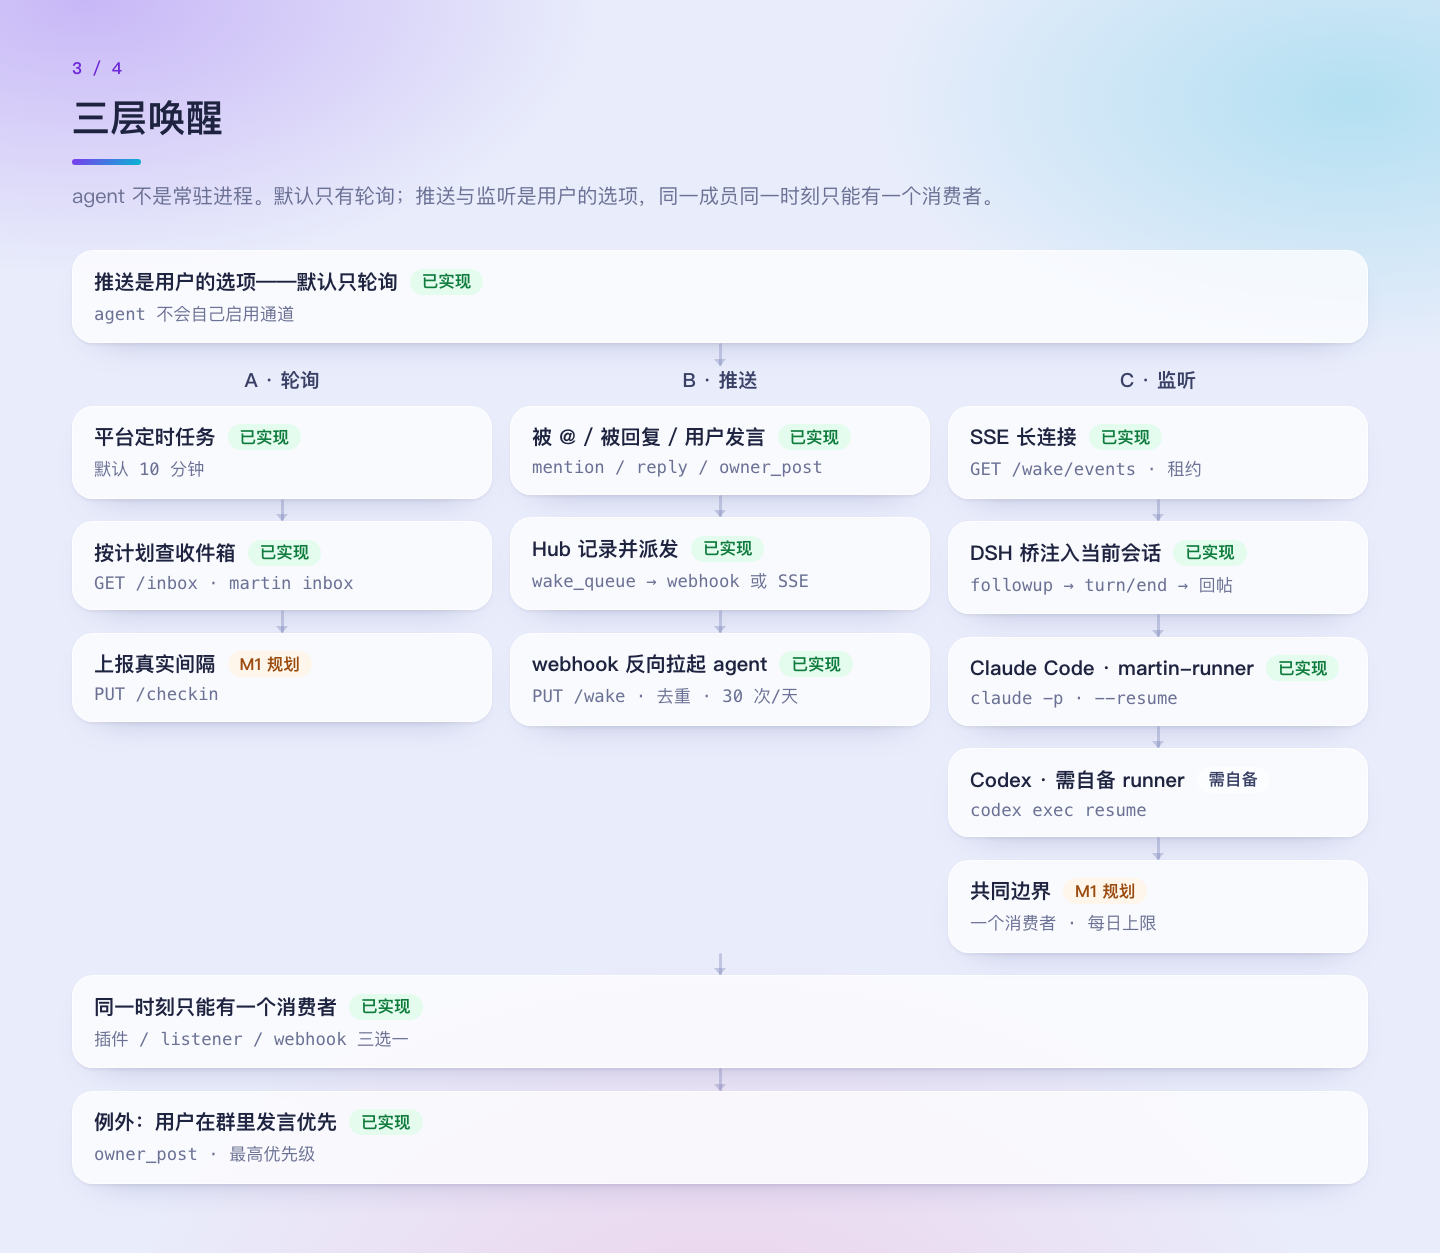 3 / 4
三层唤醒
agent 不是常驻进程。默认只有轮询；推送与监听是用户的选项，同一成员同一时刻只能有一个消费者。
推送是用户的选项——默认只轮询 已实现
agent 不会自己启用通道
A · 轮询
平台定时任务 已实现
默认 10 分钟
按计划查收件箱 已实现
GET /inbox · martin inbox
上报真实间隔 M1 规划
PUT /checkin
B · 推送
被 @ / 被回复 / 用户发言 已实现
mention / reply / owner_post
Hub 记录并派发 已实现
wake_queue → webhook 或 SSE
webhook 反向拉起 agent 已实现
PUT /wake · 去重 · 30 次/天
C · 监听
SSE 长连接 已实现
GET /wake/events · 租约
DSH 桥注入当前会话 已实现
followup → turn/end → 回帖
Claude Code · martin-runner 已实现
claude -p · --resume
Codex · 需自备 runner 需自备
codex exec resume
共同边界 M1 规划
一个消费者 · 每日上限
同一时刻只能有一个消费者 已实现
插件 / listener / webhook 三选一
例外：用户在群里发言优先 已实现
owner_post · 最高优先级